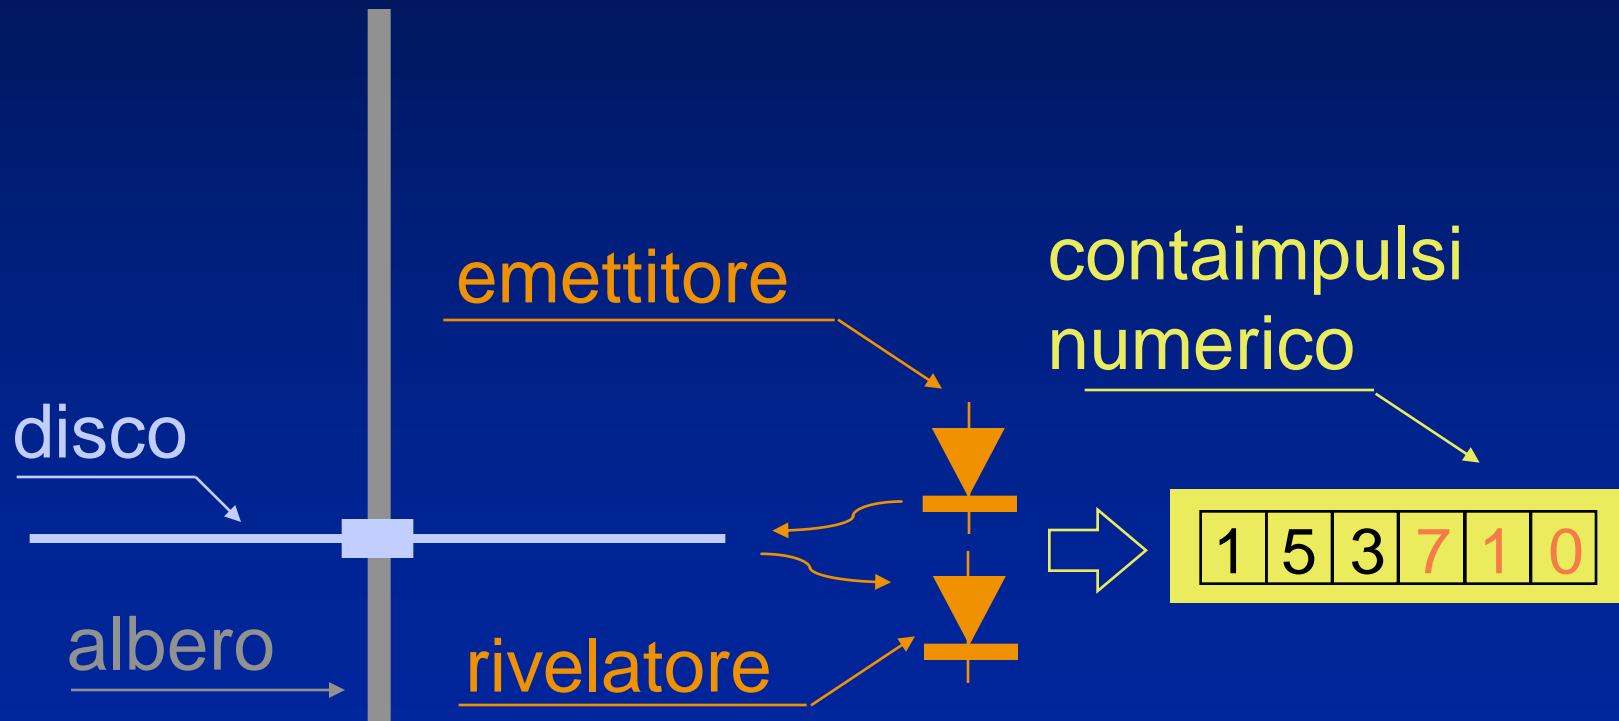 emettitore
contaimpulsi
numerico
disco
1 5 3 7 1 0
albero
rivelatore